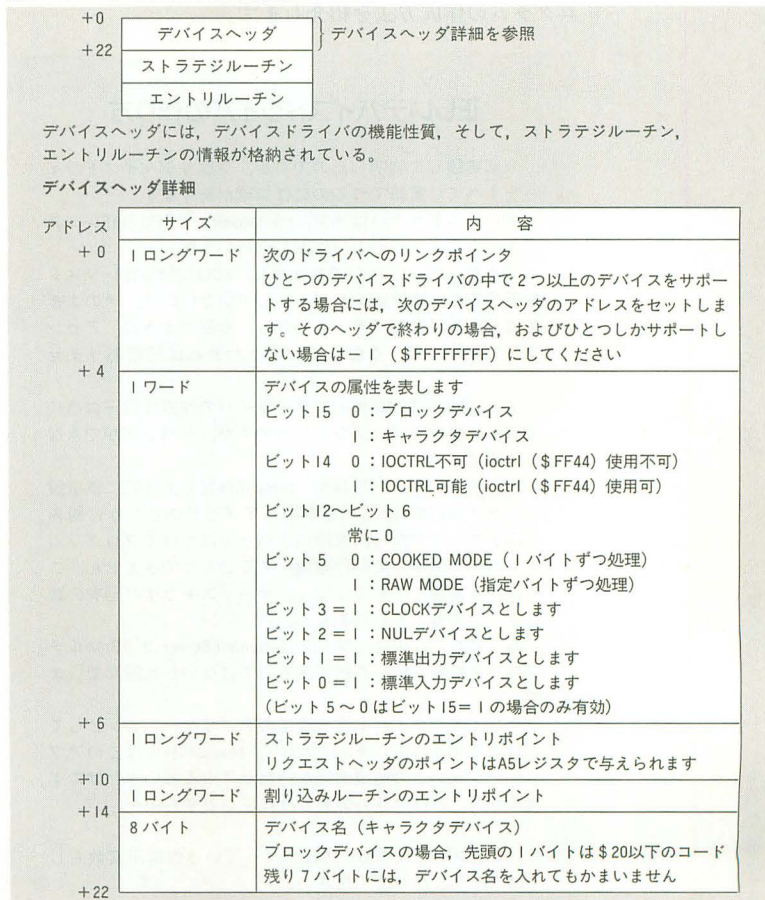 +0
デバイスヘッダ
デバイスヘッダ詳細を参照
+22
ストラテジルーチン
エントリルーチン
デバイスヘッダには，デバイスドライバの機能性質，そして，ストラテジルーチン，
エントリルーチンの情報が格納されている。
デバイスヘッダ詳細
アドレス サイズ 内　容
+0
1ロングワード 次のドライバへのリンクポインタ
ひとつのデバイスドライバの中で2つ以上のデバイスをサポー
トする場合には，次のデバイスヘッダのアドレスをセットしま
す。そのヘッダで終わりの場合，およびひとつしかサポートし
ない場合は－1（$FFFFFFFF）にしてください
+4
1ワード デバイスの属性を表します
ビット15 0：ブロックデバイス
1：キャラクタデバイス
ビット14 0：IOCTRL不可（ioctrl（$FF44）使用不可）
1：IOCTRL可能（ioctrl（$FF44）使用可）
ビット12～ビット6
常に0
ビット5 0：COOKED MODE（1バイトずつ処理）
1：RAW MODE（指定バイトずつ処理）
ビット3＝1：CLOCKデバイスとします
ビット2＝1：NULデバイスとします
ビット1＝1：標準出力デバイスとします
ビット0＝1：標準入力デバイスとします
（ビット5～0はビット15＝1の場合のみ有効）
+6
1ロングワード ストラテジルーチンのエントリポイント
リクエストヘッダのポイントはA5レジスタで与えられます
+10
1ロングワード 割り込みルーチンのエントリポイント
+14
8バイト デバイス名（キャラクタデバイス）
ブロックデバイスの場合，先頭の1バイトは$20以下のコード
残り7バイトには，デバイス名を入れてもかまいません
+22